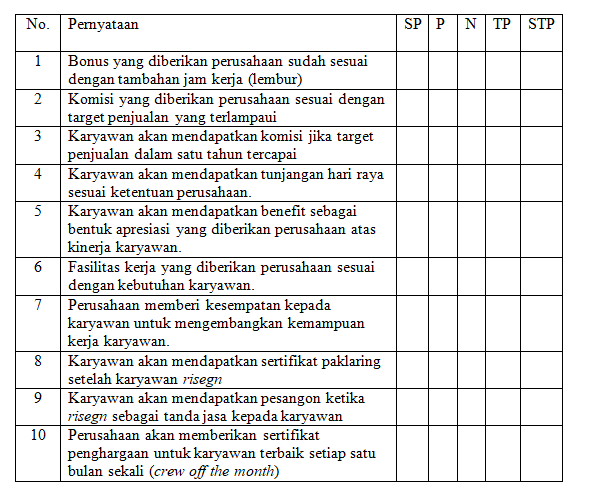 No. Pernyataan SP P N TP STP
1 Bonus yang diberikan perusahaan sudah sesuai
dengan tambahan jam kerja (lembur)
2 Komisi yang diberikan perusahaan sesuai dengan
target penjualan yang terlampaui
3 Karyawan akan mendapatkan komisi jika target
penjualan dalam satu tahun tercapai
4 Karyawan akan mendapatkan tunjangan hari raya
sesuai ketentuan perusahaan.
5 Karyawan akan mendapatkan benefit sebagai
bentuk apresiasi yang diberikan perusahaan atas
kinerja karyawan.
6 Fasilitas kerja yang diberikan perusahaan sesuai
dengan kebutuhan karyawan.
7 Perusahaan memberi kesempatan kepada
karyawan untuk mengembangkan kemampuan
kerja karyawan.
8 Karyawan akan mendapatkan sertifikat paklaring
setelah karyawan risegn
9 Karyawan akan mendapatkan pesangon ketika
risegn sebagai tanda jasa kepada karyawan
10 Perusahaan akan memberikan sertifikat
penghargaan untuk karyawan terbaik setiap satu
bulan sekali (crew off the month)